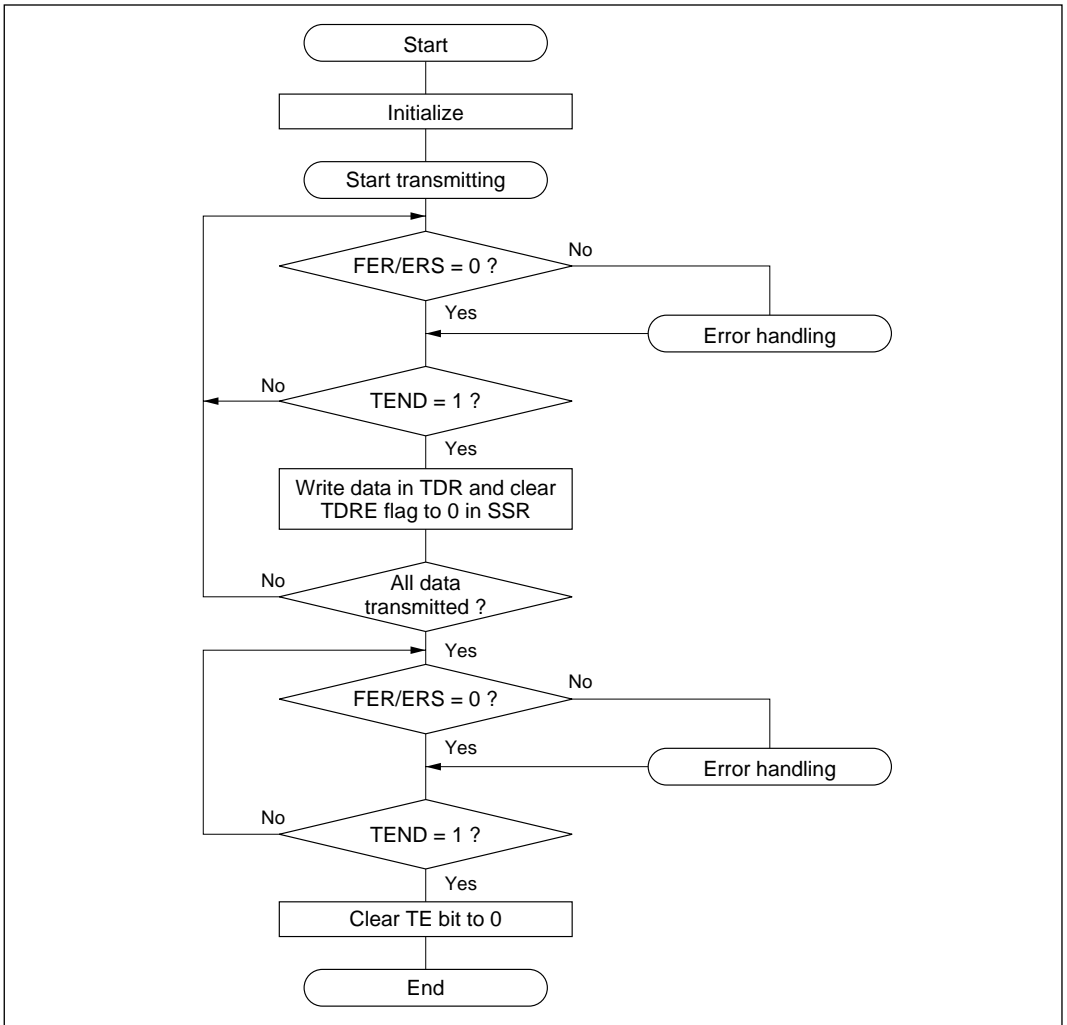 Start
Initialize
Start transmitting
FER/ERS = 0 ?
No
Yes
Error handling
No
TEND = 1 ?
Yes
Write data in TDR and clear
TDRE flag to 0 in SSR
No
All data
transmitted ?
Yes
FER/ERS = 0 ?
No
Yes
Error handling
No
TEND = 1 ?
Yes
Clear TE bit to 0
End